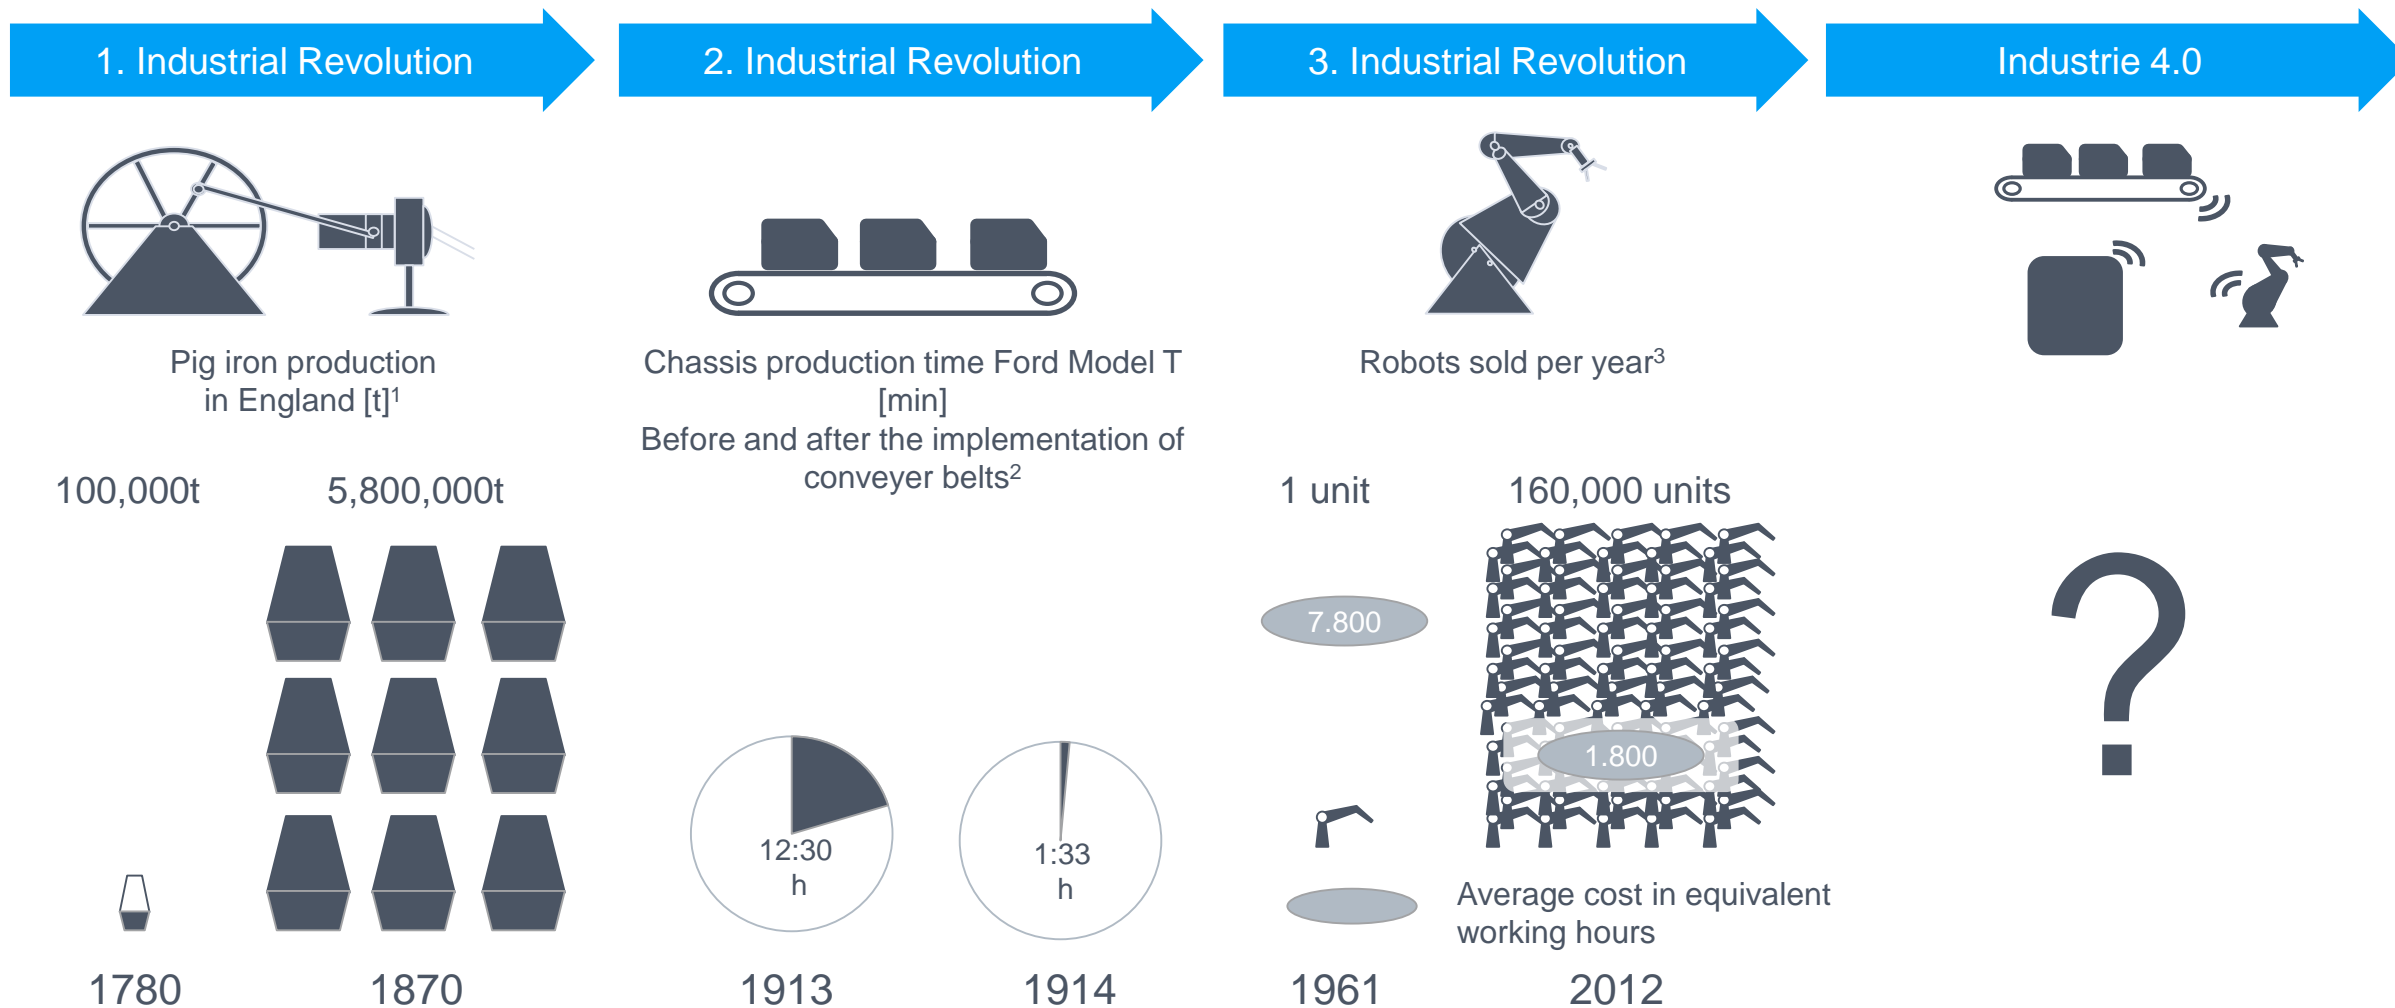 1. Industrial Revolution
2. Industrial Revolution
3. Industrial Revolution
Industrie 4.0
Pig iron production
in England [t]¹
100,000t
5,800,000t
1780
1870
Chassis production time Ford Model T
[min]
Before and after the implementation of
conveyer belts²
12:30
h
1:33
h
1913
1914
Robots sold per year³
1 unit
160,000 units
7.800
1.800
Average cost in equivalent
working hours
1961
2012
?